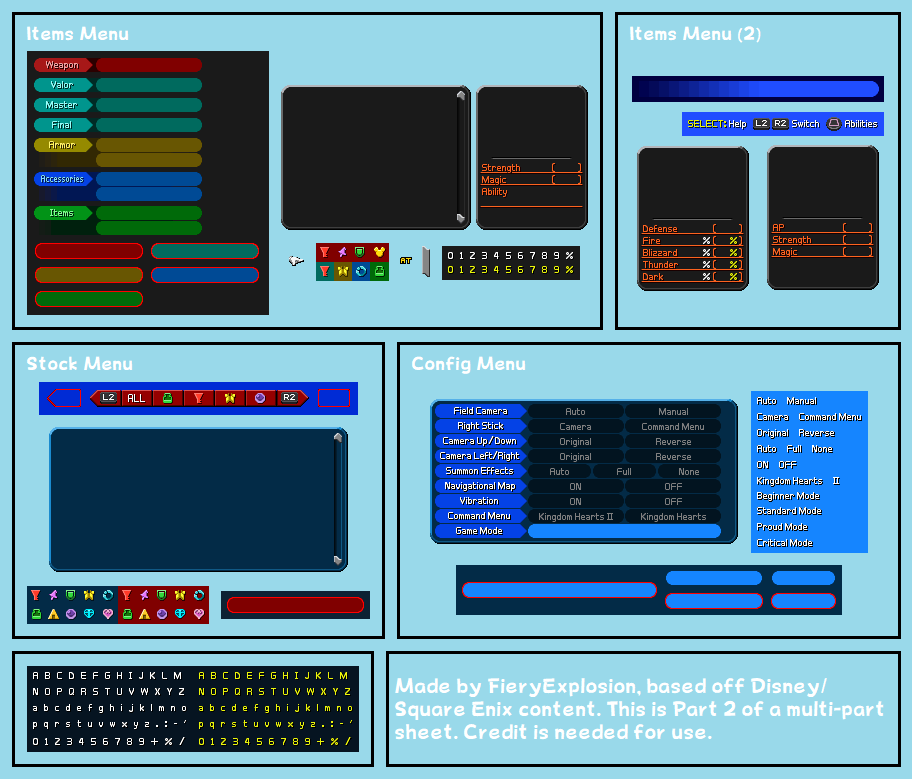 Items Menu
Weapon
Valor
Master
Final
Armor
Accessories
Items
Strength [ ]
Magic [ ]
Ability
AT
0 1 2 3 4 5 6 7 8 9 %
0 1 2 3 4 5 6 7 8 9 %
Items Menu (2)
SELECT:Help L2 R2 Switch Abilities
Defense [ ]
Fire %[ %]
Blizzard %[ %]
Thunder %[ %]
Dark %[ %]
AP [ ]
Strength [ ]
Magic [ ]
Stock Menu
L2 ALL R2
Config Menu
Field Camera Auto Manual
Right Stick Camera Command Menu
Camera Up/Down Original Reverse
Camera Left/Right Original Reverse
Summon Effects Auto Full None
Navigational Map ON OFF
Vibration ON OFF
Command Menu Kingdom Hearts II Kingdom Hearts
Game Mode
Auto Manual
Camera Command Menu
Original Reverse
Auto Full None
ON OFF
Kingdom Hearts II
Beginner Mode
Standard Mode
Proud Mode
Critical Mode
A B C D E F G H I J K L M A B C D E F G H I J K L M
N O P Q R S T U V W X Y Z N O P Q R S T U V W X Y Z
a b c d e f g h i j k l m n o a b c d e f g h i j k l m n o
p q r s t u v w x y z . : - ' p q r s t u v w x y z . : - '
0 1 2 3 4 5 6 7 8 9 + % / 0 1 2 3 4 5 6 7 8 9 + % /
Made by FieryExplosion, based off Disney/
Square Enix content. This is Part 2 of a multi-part
sheet. Credit is needed for use.